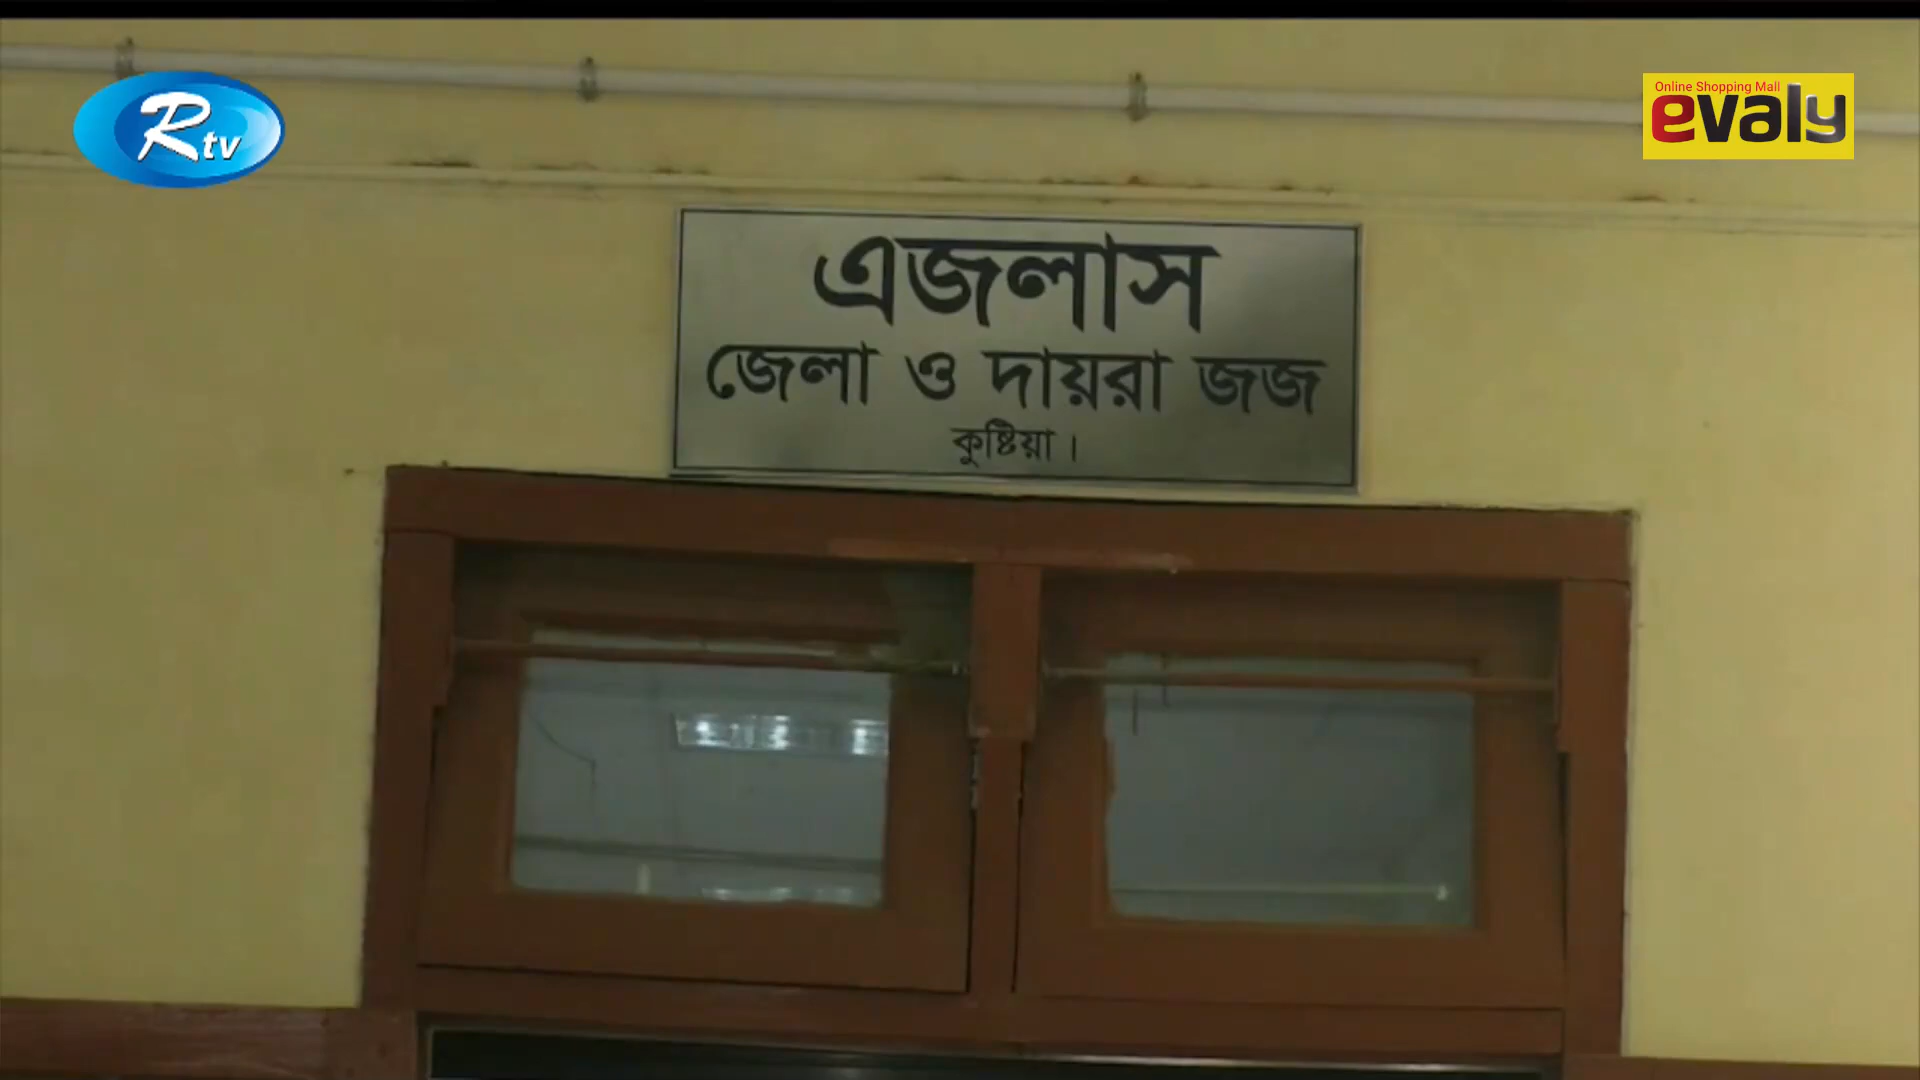 Rtv
Online Shopping Mall
evaly
এজলাস
জেলা ও দায়রা জজ
কুষ্টিয়া।